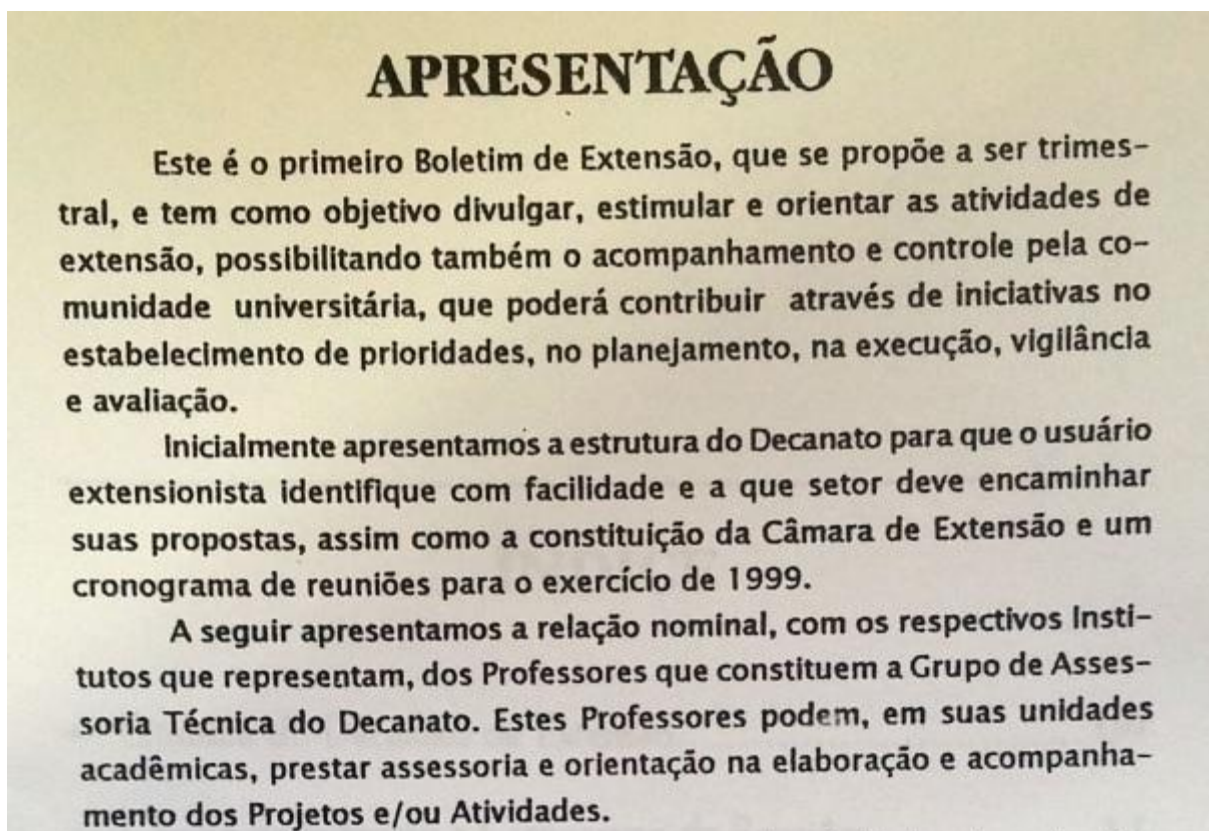 APRESENTAÇÃO
Este é o primeiro Boletim de Extensão, que se propõe a ser trimes-
tral, e tem como objetivo divulgar, estimular e orientar as atividades de
extensão, possibilitando também o acompanhamento e controle pela co-
munidade universitária, que poderá contribuir através de iniciativas no
estabelecimento de prioridades, no planejamento, na execução, vigilância
e avaliação.
Inicialmente apresentamos a estrutura do Decanato para que o usuário
extensionista identifique com facilidade e a que setor deve encaminhar
suas propostas, assim como a constituição da Câmara de Extensão e um
cronograma de reuniões para o exercício de 1999.
A seguir apresentamos a relação nominal, com os respectivos Insti-
tutos que representam, dos Professores que constituem a Grupo de Asses-
soria Técnica do Decanato. Estes Professores podem, em suas unidades
acadêmicas, prestar assessoria e orientação na elaboração e acompanha-
mento dos Projetos e/ou Atividades.